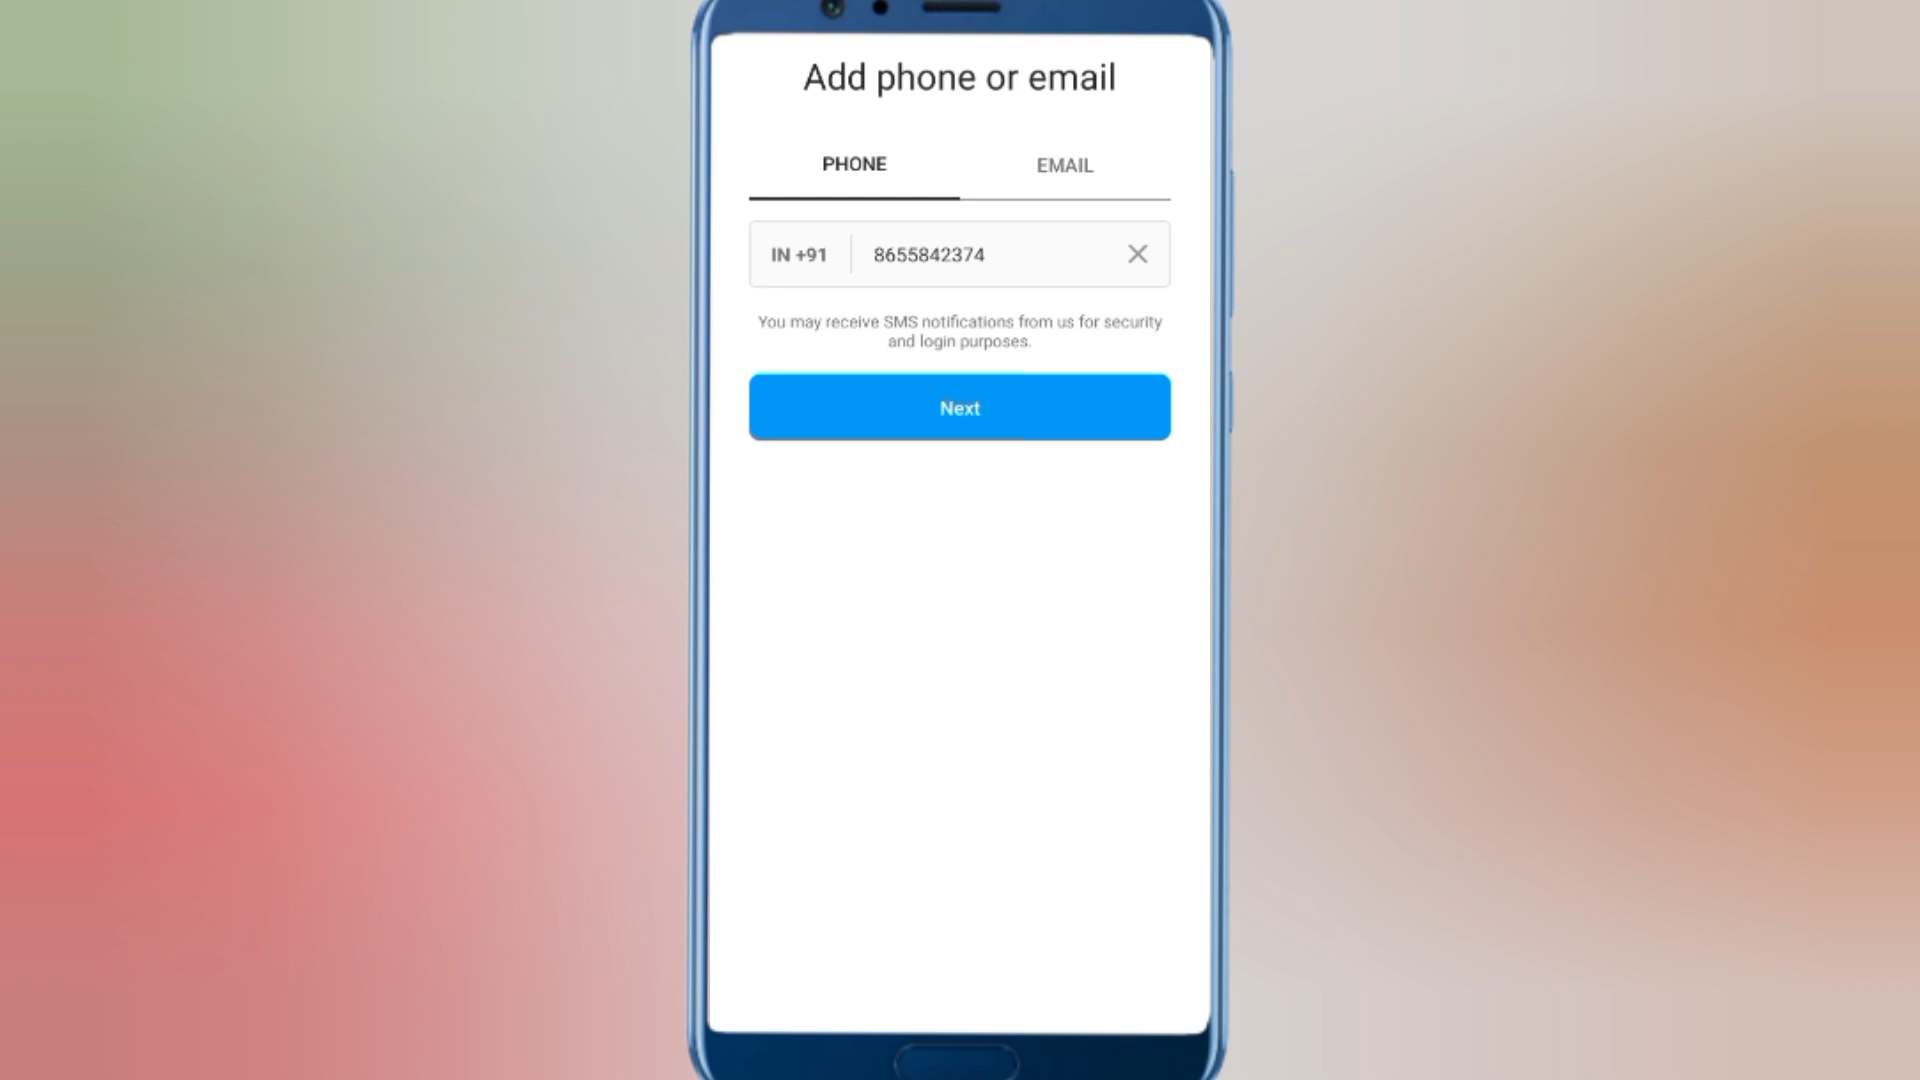 Add phone or email
PHONE EMAIL
IN +91 8655842374
You may receive SMS notifications from us for security
and login purposes.
Next